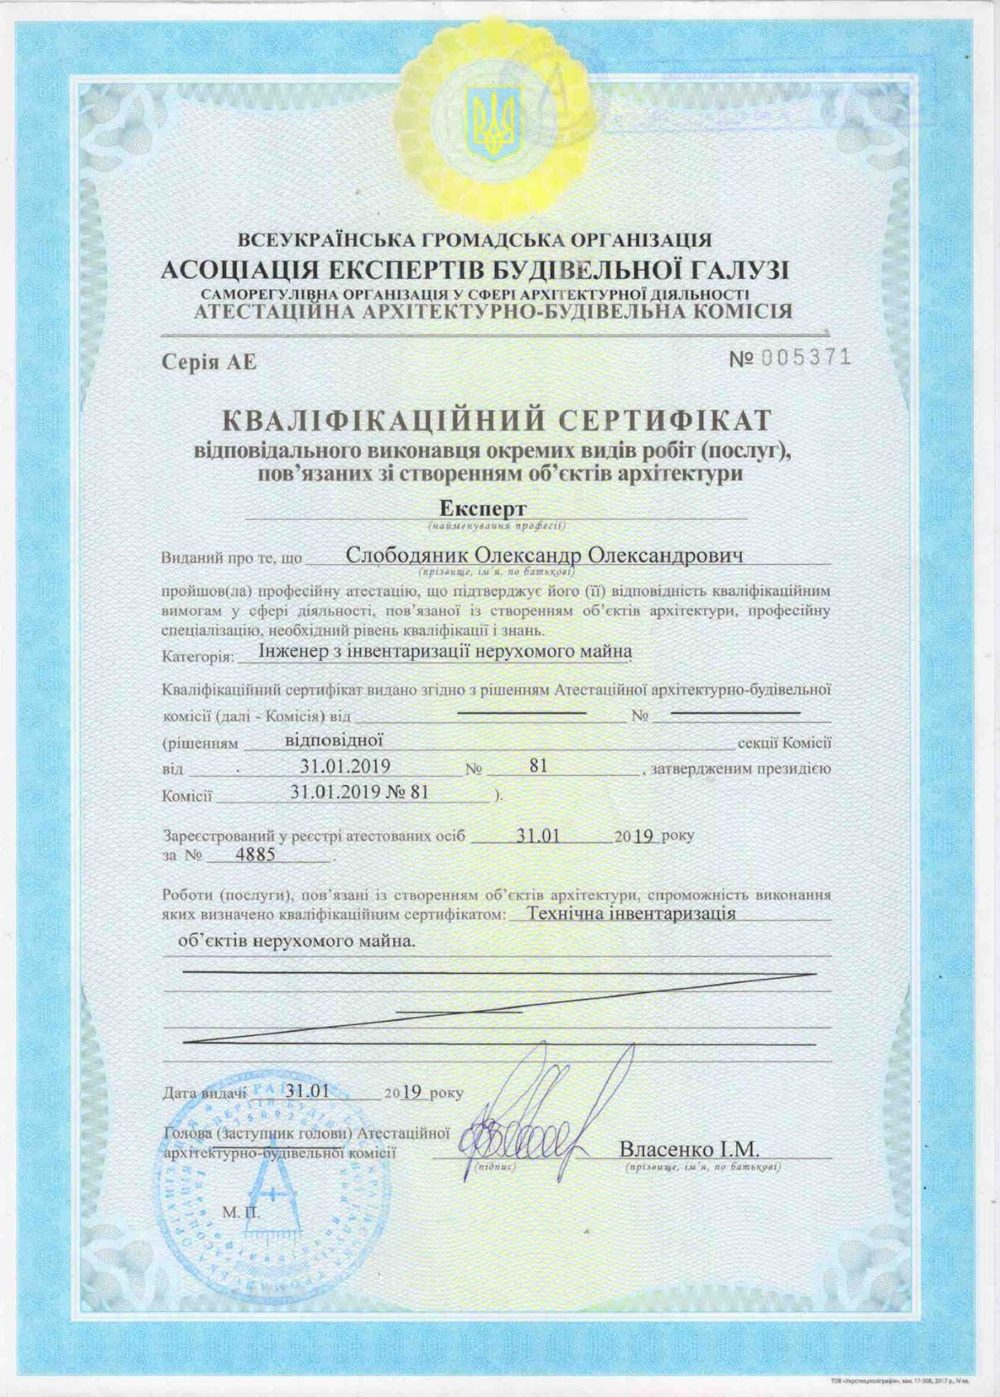 ВСЕУКРАЇНСЬКА ГРОМАДСЬКА ОРГАНІЗАЦІЯ
АСОЦІАЦІЯ ЕКСПЕРТІВ БУДІВЕЛЬНОЇ ГАЛУЗІ
САМОРЕГУЛІВНА ОРГАНІЗАЦІЯ У СФЕРІ АРХІТЕКТУРНОЇ ДІЯЛЬНОСТІ
АТЕСТАЦІЙНА АРХІТЕКТУРНО-БУДІВЕЛЬНА КОМІСІЯ
Серія АЕ № 005371
КВАЛІФІКАЦІЙНИЙ СЕРТИФІКАТ
відповідального виконавця окремих видів робіт (послуг),
пов’язаних зі створенням об’єктів архітектури
Експерт
(найменування професії)
Виданий про те, що Слободяник Олександр Олександрович
(прізвище, ім’я, по батькові)
пройшов(ла) професійну атестацію, що підтверджує його (її) відповідність кваліфікаційним
вимогам у сфері діяльності, пов’язаної із створенням об’єктів архітектури, професійну
спеціалізацію, необхідний рівень кваліфікації і знань.
Категорія: Інженер з інвентаризації нерухомого майна
Кваліфікаційний сертифікат видано згідно з рішенням Атестаційної архітектурно-будівельної
комісії (далі - Комісія) від №
(рішенням відповідної секції Комісії
від 31.01.2019 № 81 , затвердженим президією
Комісії 31.01.2019 № 81 ).
Зареєстрований у реєстрі атестованих осіб 31.01 2019 року
за № 4885 .
Роботи (послуги), пов’язані із створенням об’єктів архітектури, спроможність виконання
яких визначено кваліфікаційним сертифікатом: Технічна інвентаризація
об’єктів нерухомого майна.
Дата видачі 31.01 2019 року
Голова (заступник голови) Атестаційної
архітектурно-будівельної комісії Власенко І.М.
(підпис) (прізвище, ім’я, по батькові)
М. П.
ТОВ «Укрспецполіграфія», зам. 17-308, 2017 р., IV кв.